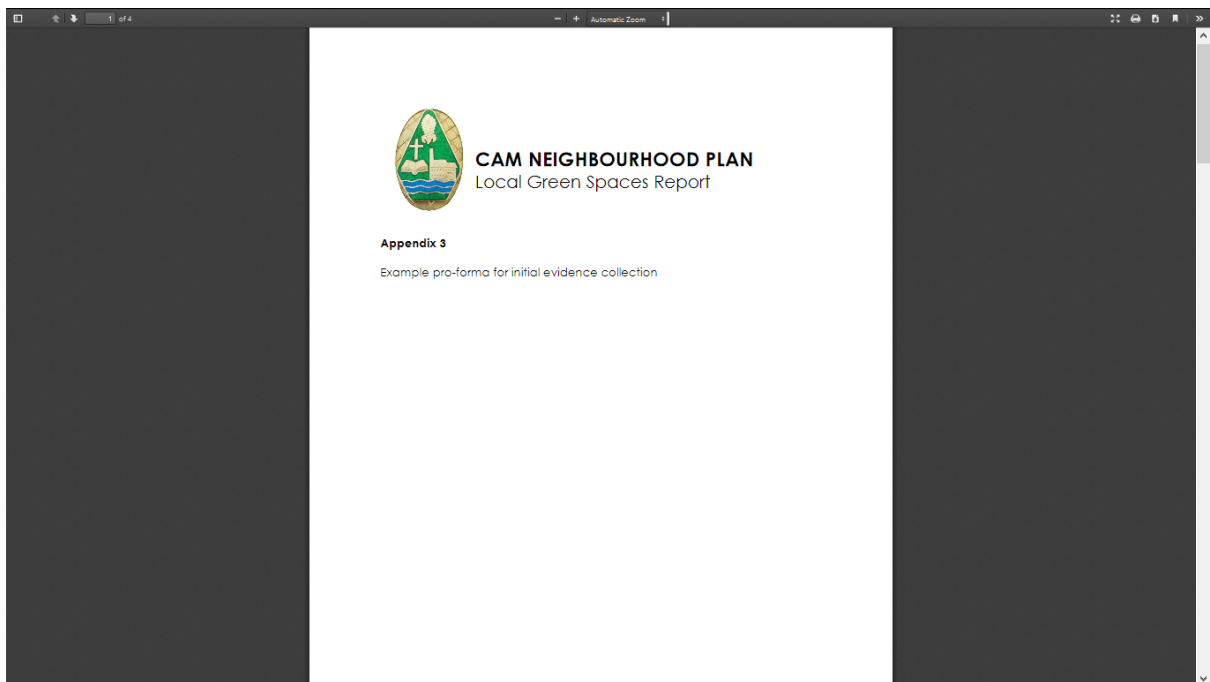 1 of 4
Automatic Zoom
CAM NEIGHBOURHOOD PLAN
Local Green Spaces Report
Appendix 3
Example pro-forma for initial evidence collection